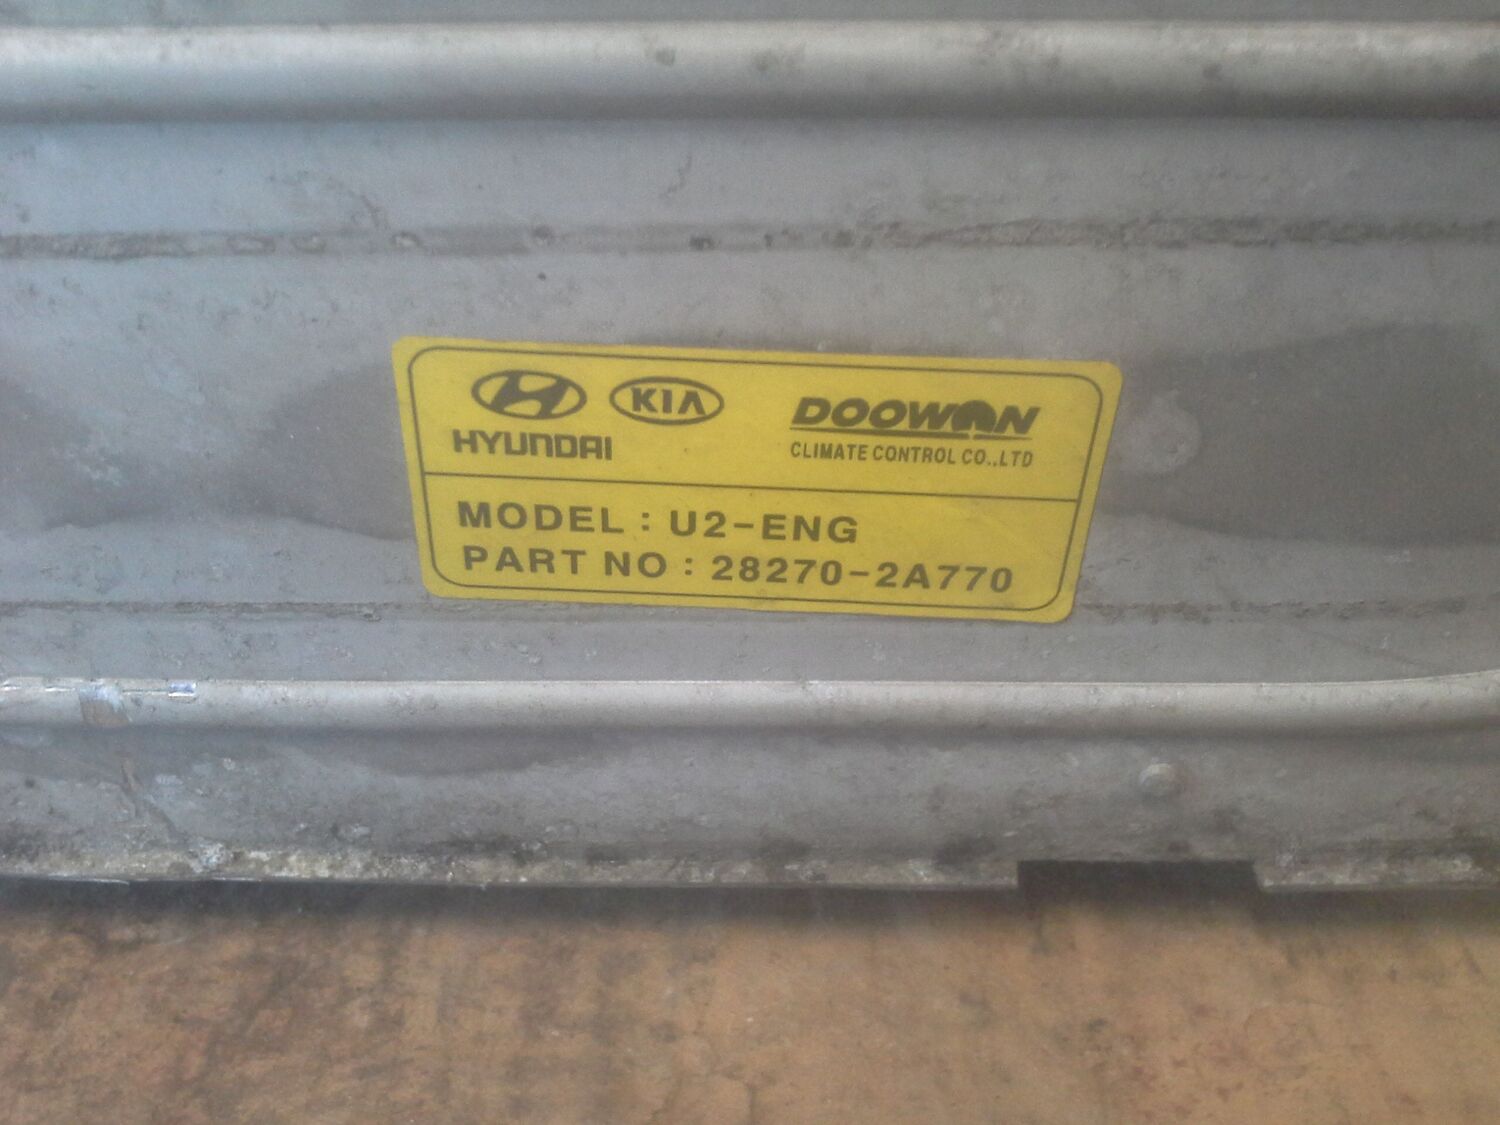 HYUNDAI
KIA
DOOWON
CLIMATE CONTROL CO.,LTD
MODEL : U2-ENG
PART NO : 28270-2A770